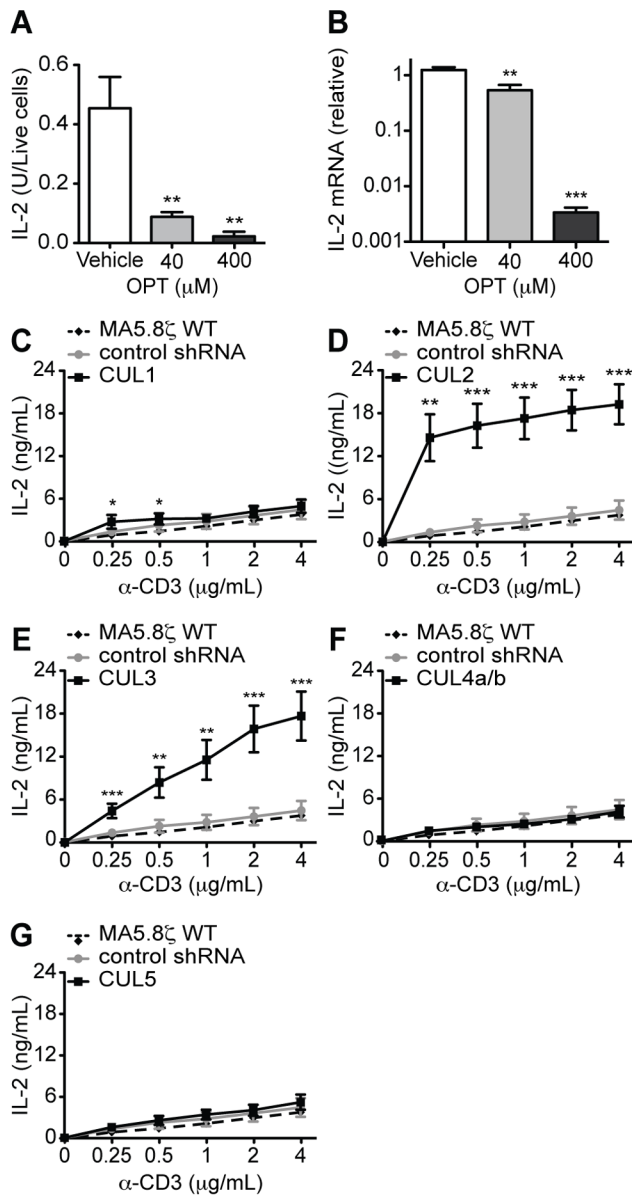 A
IL-2 (U/Live cells)
0.6
0.4
0.2
0.0
**
**
Vehicle 40 400
OPT (μM)
B
IL-2 mRNA (relative)
1
0.1
0.01
0.001
**
***
Vehicle 40 400
OPT (μM)
C
MA5.8ζ WT
control shRNA
CUL1
IL-2 (ng/mL)
24
18
12
6
0
* *
0 0.25 0.5 1 2 4
α-CD3 (μg/mL)
D
MA5.8ζ WT
control shRNA
CUL2
IL-2 ((ng/mL)
24
18
12
6
0
** *** *** *** ***
0 0.25 0.5 1 2 4
α-CD3 (μg/mL)
E
MA5.8ζ WT
control shRNA
CUL3
IL-2 (ng/mL)
24
18
12
6
0
*** ** ** *** ***
0 0.25 0.5 1 2 4
α-CD3 (μg/mL)
F
MA5.8ζ WT
control shRNA
CUL4a/b
IL-2 (ng/mL)
24
18
12
6
0
0 0.25 0.5 1 2 4
α-CD3 (μg/mL)
G
MA5.8ζ WT
control shRNA
CUL5
IL-2 (ng/mL)
24
18
12
6
0
0 0.25 0.5 1 2 4
α-CD3 (μg/mL)